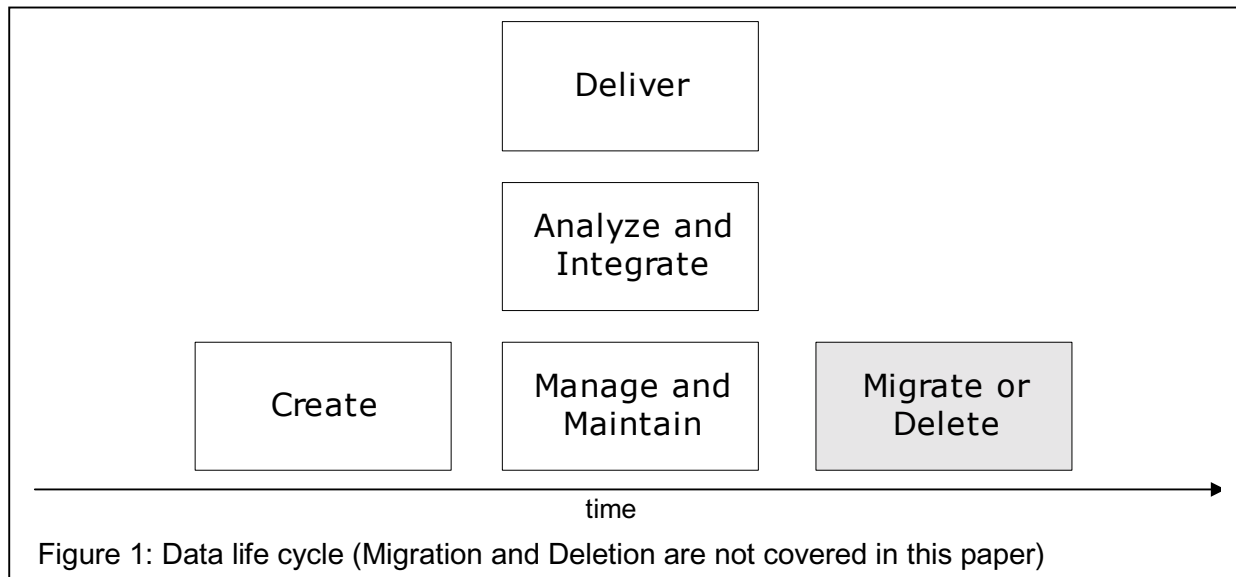 Deliver
Analyze and
Integrate
Create
Manage and
Maintain
Migrate or
Delete
time
Figure 1: Data life cycle (Migration and Deletion are not covered in this paper)